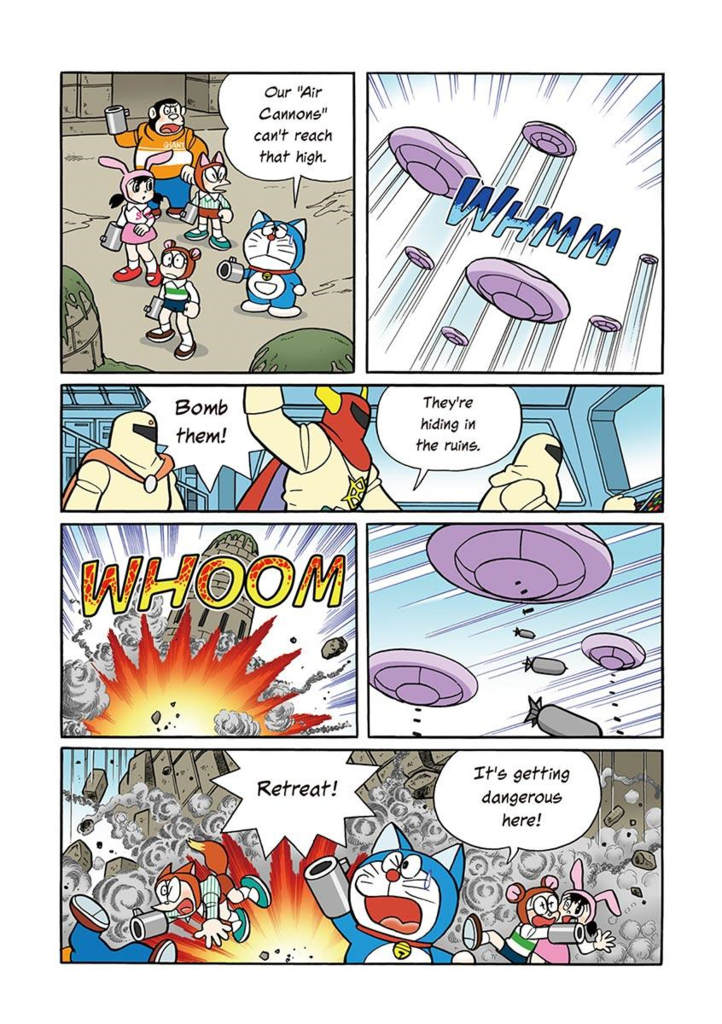 WHMM
Our "Air
Cannons"
can't reach
that high.
GIANT
They're
hiding in
the ruins.
Bomb
them!
WHOOM
It's getting
dangerous
here!
Retreat!